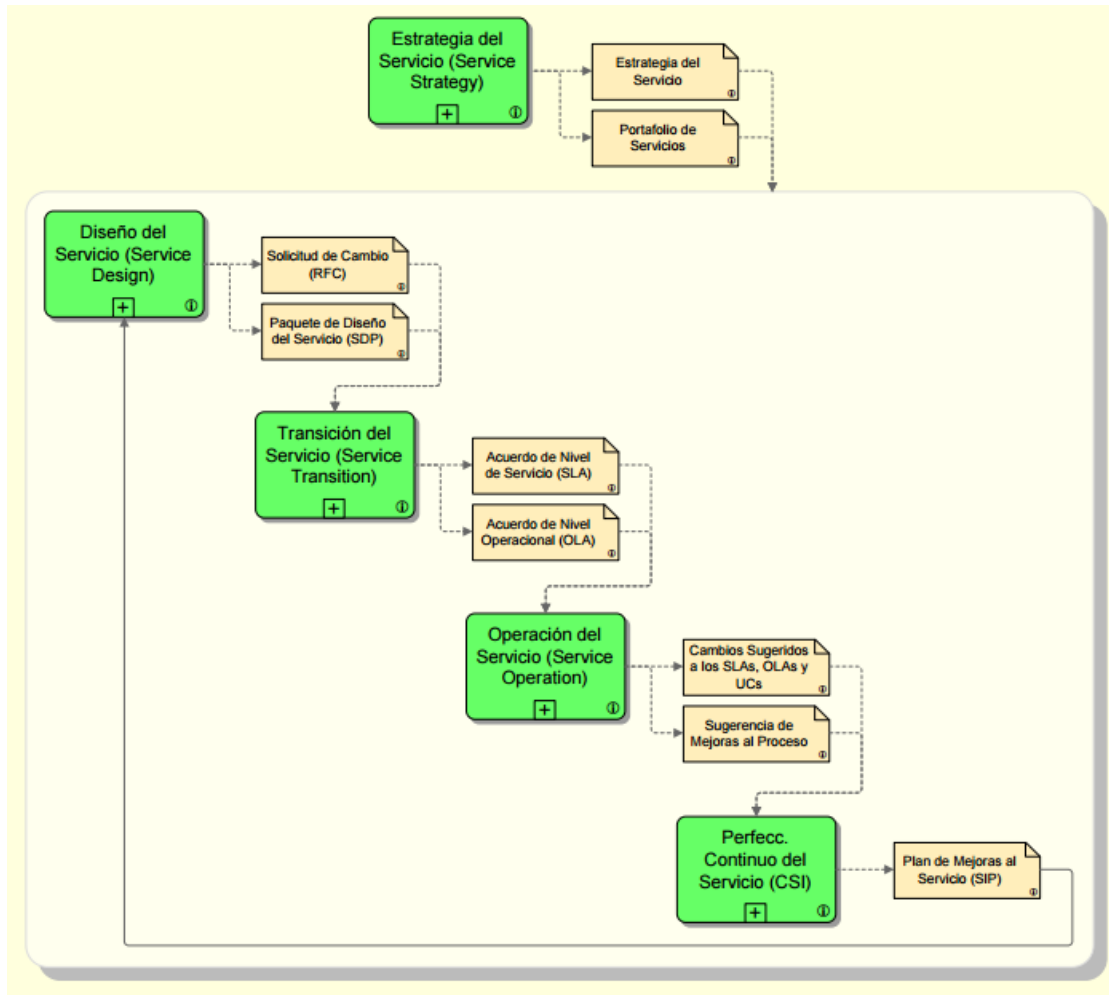 Estrategia del
Servicio (Service
Strategy)
Estrategia del
Servicio
Portafolio de
Servicios
Diseño del
Servicio (Service
Design)
Solicitud de Cambio
(RFC)
Paquete de Diseño
del Servicio (SDP)
Transición del
Servicio (Service
Transition)
Acuerdo de Nivel
de Servicio (SLA)
Acuerdo de Nivel
Operacional (OLA)
Operación del
Servicio (Service
Operation)
Cambios Sugeridos
a los SLAs, OLAs y
UCs
Sugerencia de
Mejoras al Proceso
Perfecc.
Continuo del
Servicio (CSI)
Plan de Mejoras al
Servicio (SIP)